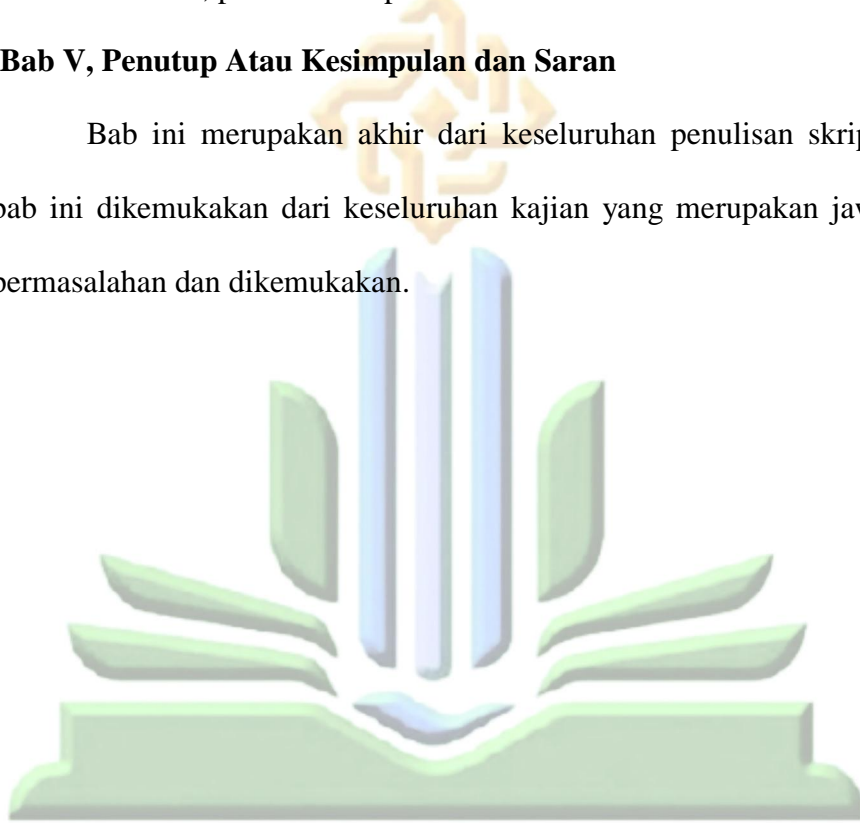 Bab V, Penutup Atau Kesimpulan dan Saran
Bab ini merupakan akhir dari keseluruhan penulisan
bab ini dikemukakan dari keseluruhan kajian yang merupakan
permasalahan dan dikemukakan.